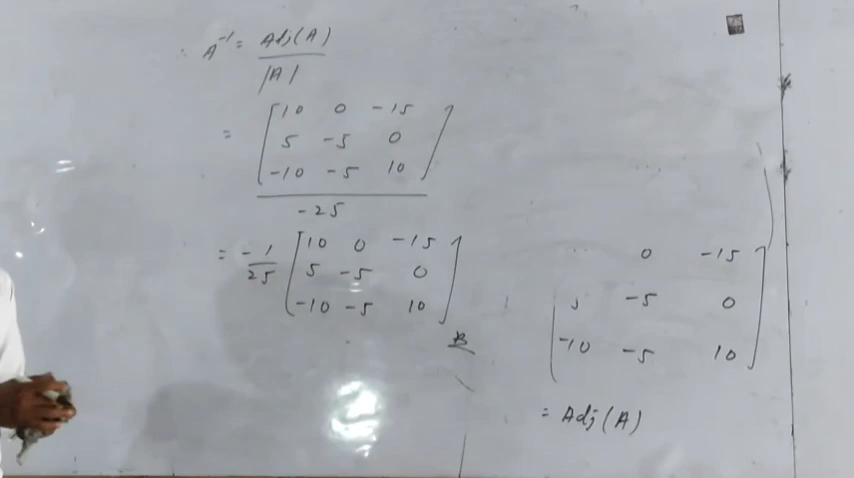 ∴ A⁻¹ = Adj(A)
|A|
= [10 0 -15
5 -5 0
-10 -5 10]
-25
= -1/25 [10 0 -15
5 -5 0
-10 -5 10]
0 -15
-5 0
-10 -5 10]
= Adj(A)